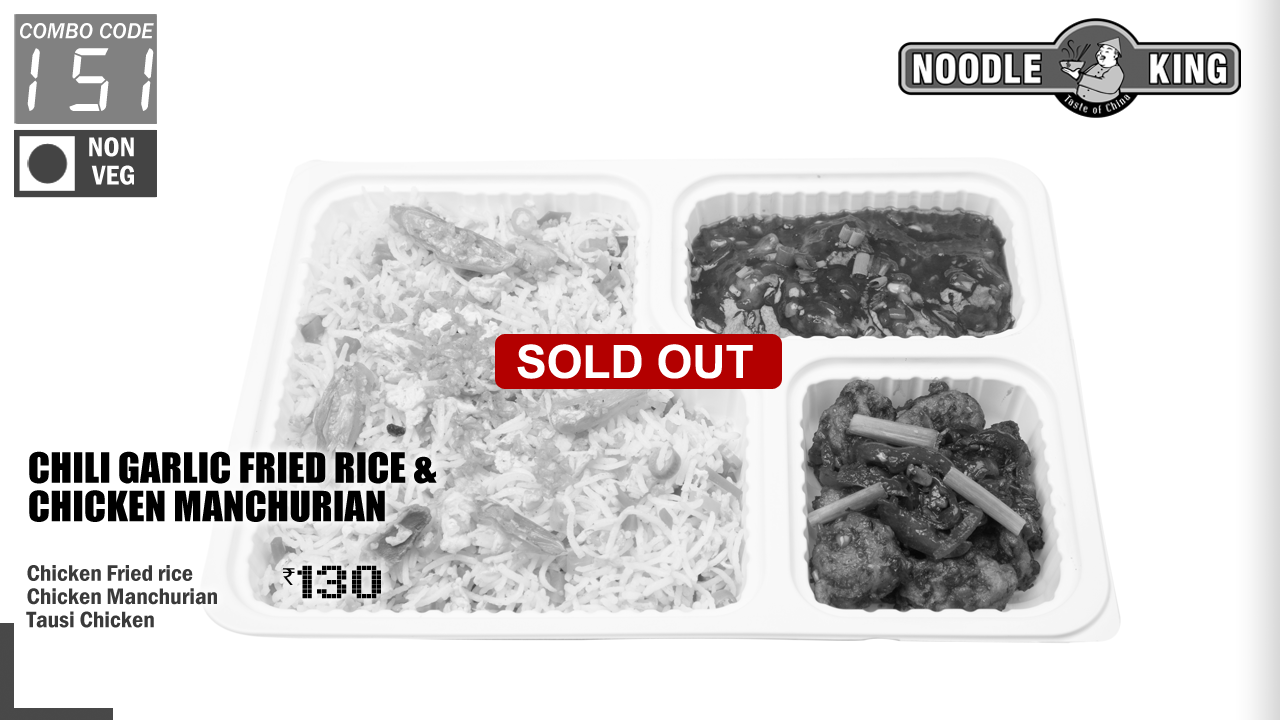 COMBO CODE
151
NON
VEG
NOODLE KING
Taste of China
SOLD OUT
CHILI GARLIC FRIED RICE &
CHICKEN MANCHURIAN
Chicken Fried rice
Chicken Manchurian
Tausi Chicken
₹130